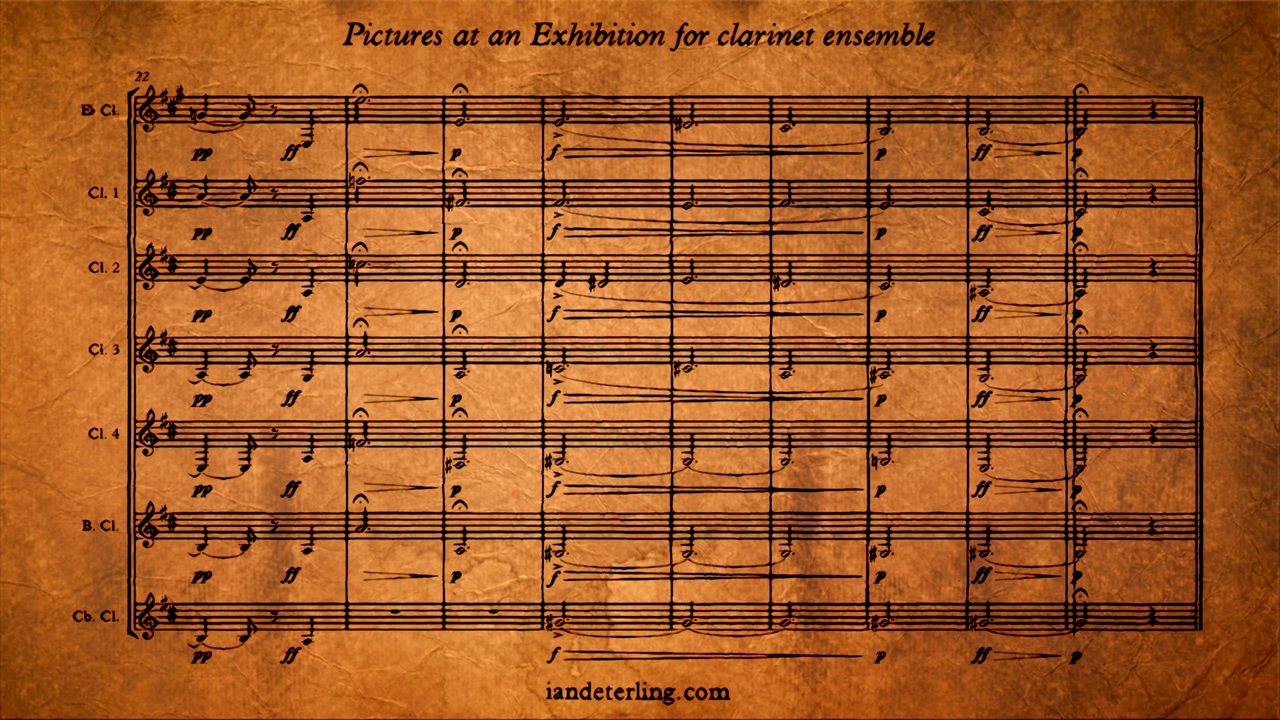 Pictures at an Exhibition for clarinet ensemble
22
E♭ Cl.
pp ff p f p ff p
Cl. 1
pp ff p f p ff p
Cl. 2
pp ff p f p ff p
Cl. 3
pp ff p f p ff p
Cl. 4
pp ff p f p ff p
B. Cl.
pp ff p f p ff p
Cb. Cl.
pp ff f p ff p
iandeterling.com